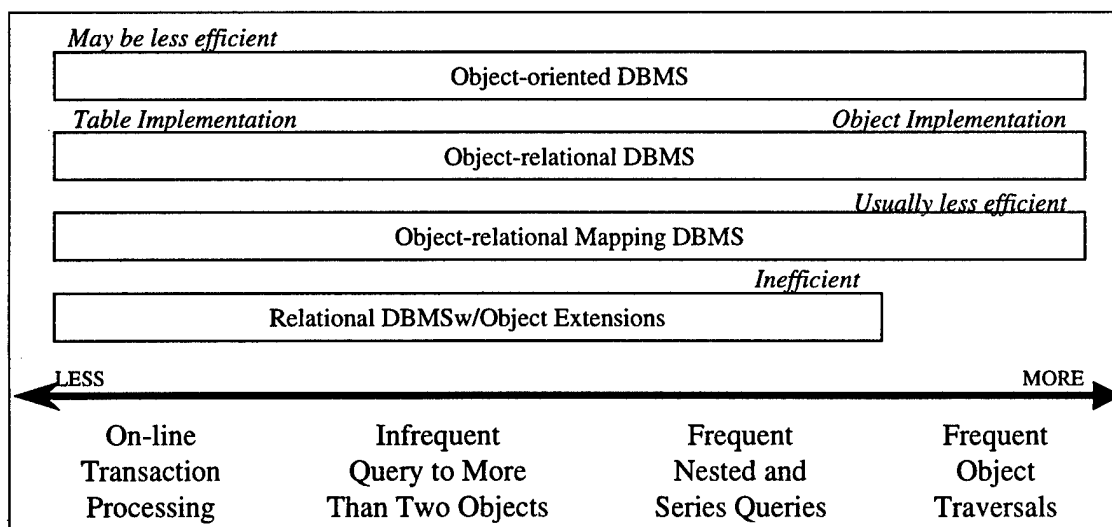 May be less efficient
Object-oriented DBMS
Table Implementation
Object Implementation
Object-relational DBMS
Usually less efficient
Object-relational Mapping DBMS
Inefficient
Relational DBMSw/Object Extensions
LESS
MORE
On-line
Transaction
Processing
Infrequent
Query to More
Than Two Objects
Frequent
Nested and
Series Queries
Frequent
Object
Traversals